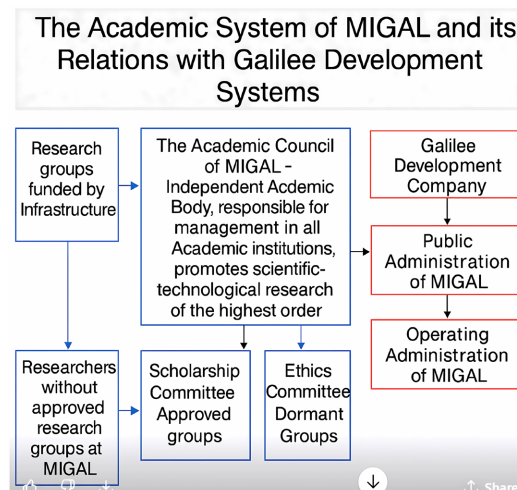 The Academic System of MIGAL and its
Relations with Galilee Development
Systems
Research
groups
funded by
Infrastructure
The Academic Council
of MIGAL -
Independent Acdemic
Body, responsible for
management in all
Academic institutions,
promotes scientific-
technological research
of the highest order
Galilee
Development
Company
Public
Administration
of MIGAL
Operating
Administration
of MIGAL
Researchers
without
approved
research
groups at
MIGAL
Scholarship
Committee
Approved
groups
Ethics
Committee
Dormant
Groups
Share